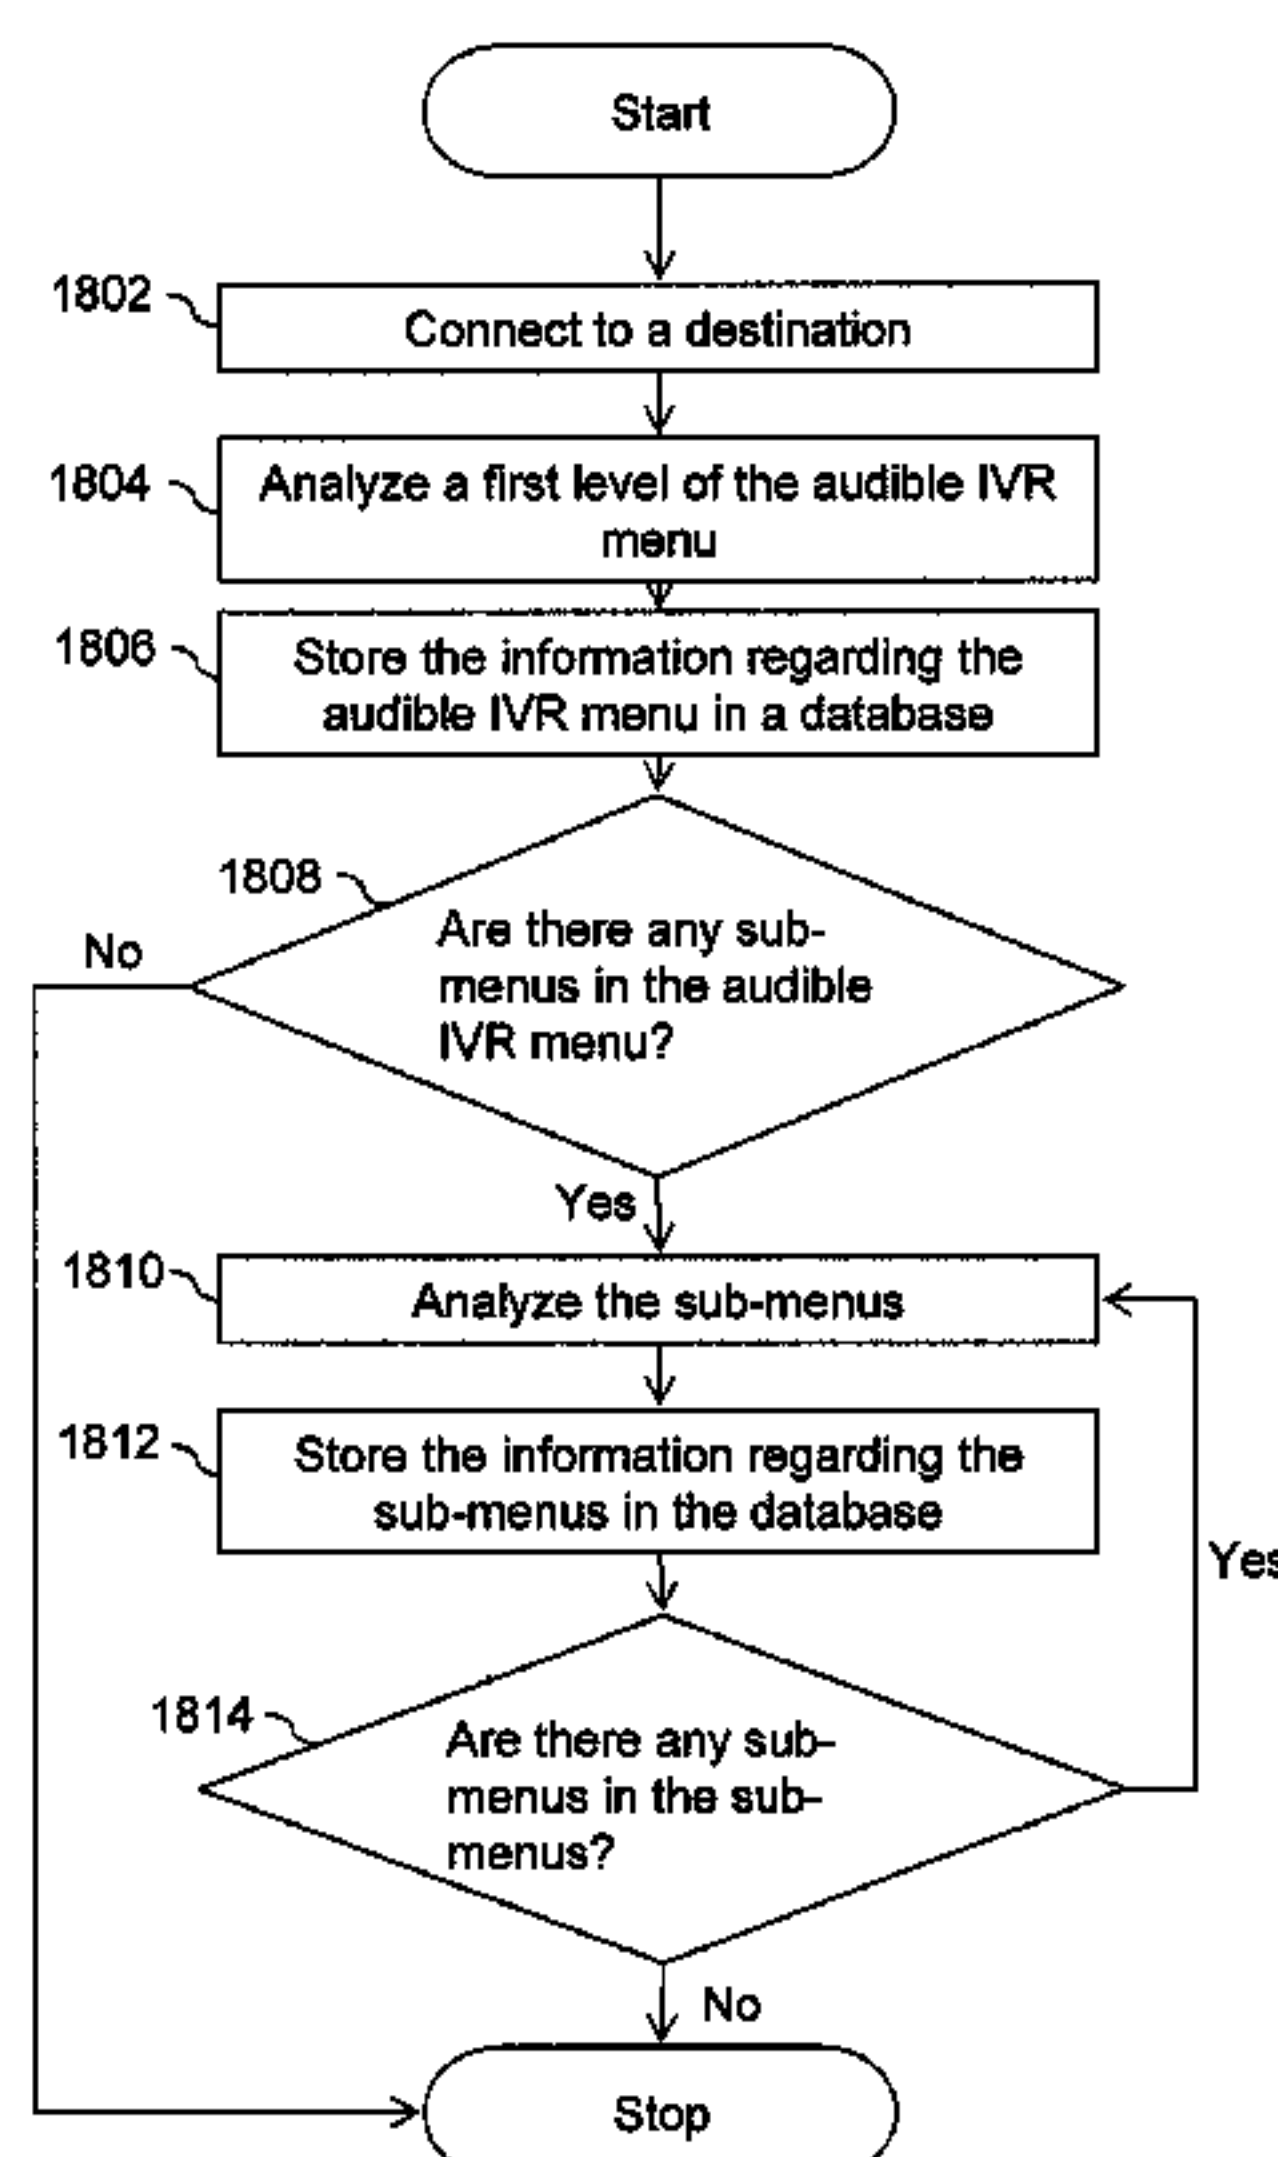 Start
1802
Connect to a destination
1804
Analyze a first level of the audible IVR
menu
1806
Store the information regarding the
audible IVR menu in a database
1808
Are there any sub-
menus in the audible
IVR menu?
No
Yes
1810
Analyze the sub-menus
1812
Store the information regarding the
sub-menus in the database
Yes
1814
Are there any sub-
menus in the sub-
menus?
No
Stop